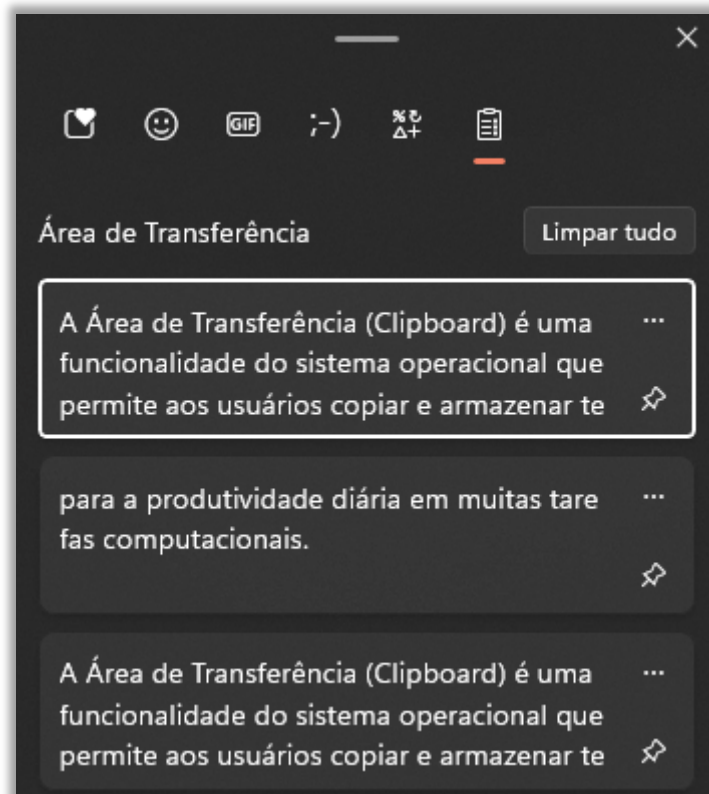 GIF
;-)
Área de Transferência
Limpar tudo
A Área de Transferência (Clipboard) é uma
funcionalidade do sistema operacional que
permite aos usuários copiar e armazenar te
para a produtividade diária em muitas tare
fas computacionais.
A Área de Transferência (Clipboard) é uma
funcionalidade do sistema operacional que
permite aos usuários copiar e armazenar te